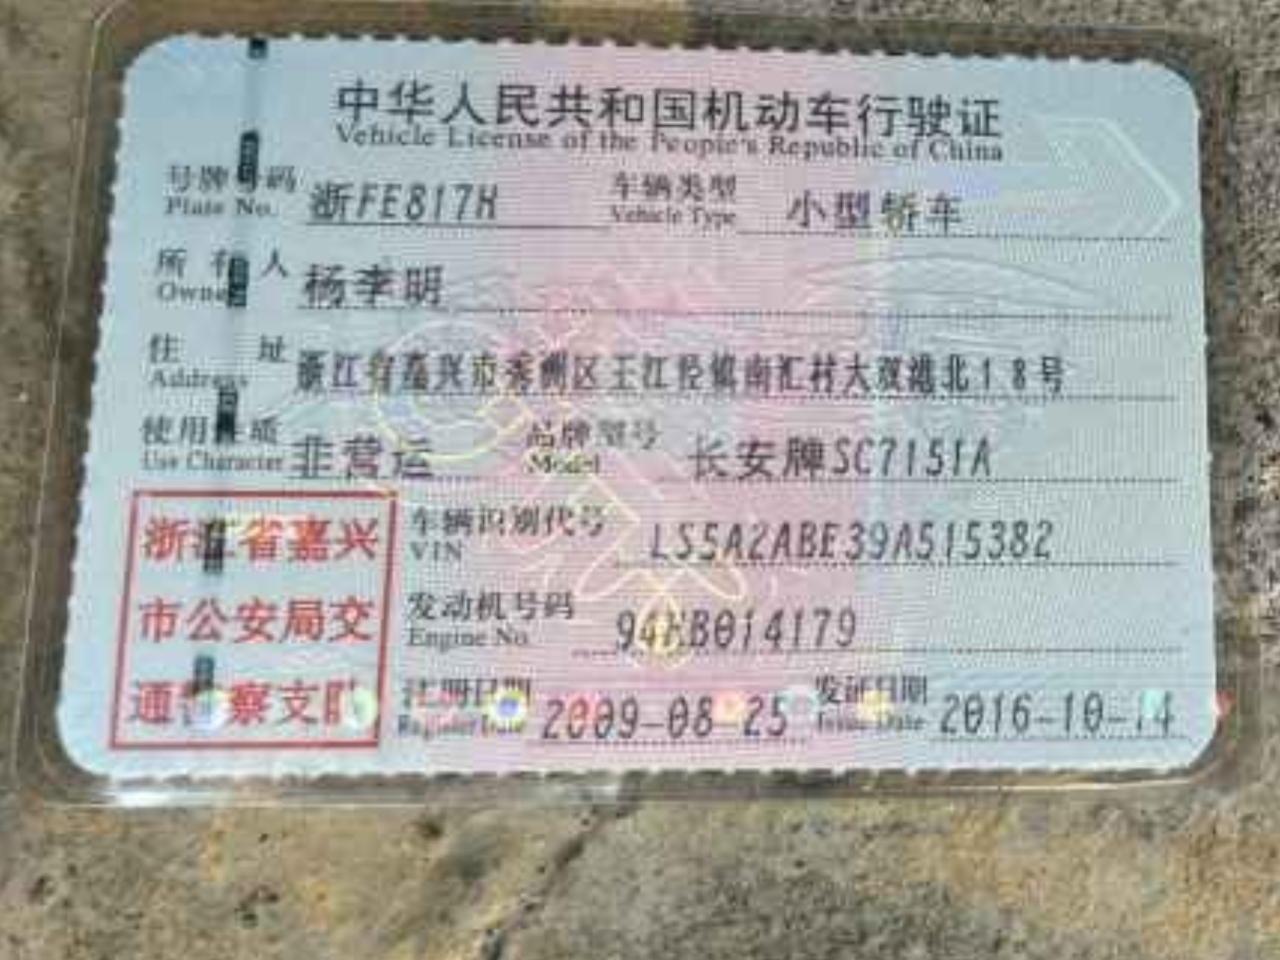 中华人民共和国机动车行驶证
Vehicle License of the People's Republic of China
号牌号码 浙FE817H 车辆类型 小型轿车
Plate No. Vehicle Type
所有人 杨李明
Owner
住址 浙江省嘉兴市秀洲区王江泾镇南汇村大双港北18号
Address
使用性质 非营运 品牌型号 长安牌SC7151A
Use Character Model
浙江省嘉兴 车辆识别代号 LS5A2ABE39A515382
VIN
市公安局交 发动机号码
Engine No.
通警察支队 注册日期 2009-08-25 发证日期 2016-10-14
Register Date Issue Date